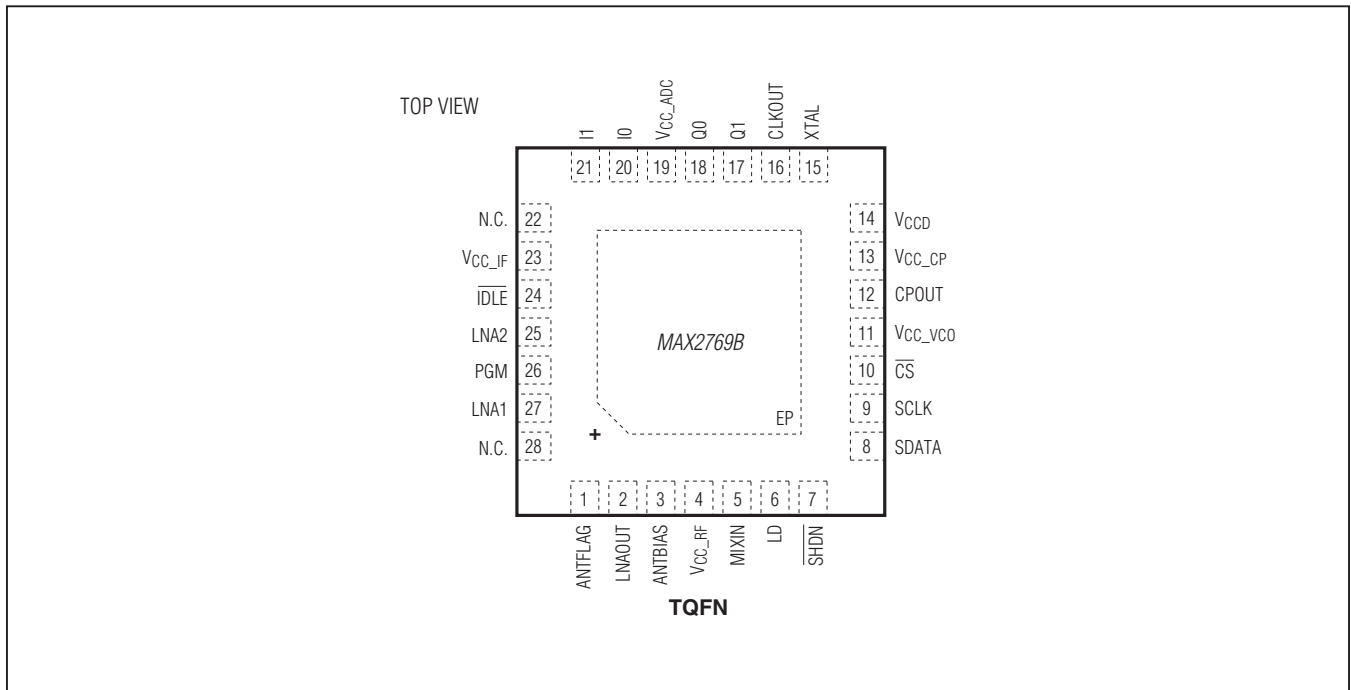 TOP VIEW
I1
I0
VCC_ADC
Q0
Q1
CLKOUT
XTAL
21 20 19 18 17 16 15
N.C. 22
14 VCCD
VCC_IF 23
13 VCC_CP
IDLE 24
12 CPOUT
LNA2 25
MAX2769B
11 VCC_VCO
PGM 26
10 CS
LNA1 27
9 SCLK
EP
N.C. 28
+
8 SDATA
1 2 3 4 5 6 7
ANTFLAG
LNAOUT
ANTBIAS
VCC_RF
MIXIN
LD
SHDN
TQFN